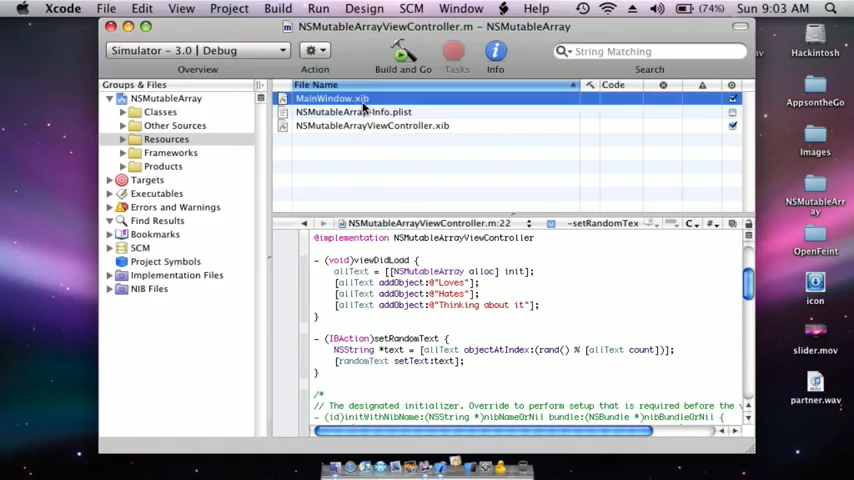 Xcode File Edit View Project Build Run Design SCM Window Help (74%) Sun 9:03 AM
NSMutableArrayViewController.m – NSMutableArray
Simulator - 3.0 | Debug
String Matching
Overview Action Build and Go Tasks Info Search
Groups & Files
File Name
Code
NSMutableArray
Classes
Other Sources
Resources
Frameworks
Products
Targets
Executables
Errors and Warnings
Find Results
Bookmarks
SCM
Project Symbols
Implementation Files
NIB Files
MainWindow.xib
NSMutableArray-Info.plist
NSMutableArrayViewController.xib
NSMutableArrayViewController.m:22
-setRandomTex
C
#
@implementation NSMutableArrayViewController
- (void)viewDidLoad {
allText = [[NSMutableArray alloc] init];
[allText addObject:@"Loves"];
[allText addObject:@"Hates"];
[allText addObject:@"Thinking about it"];
}
- (IBAction)setRandomText {
NSString *text = [allText objectAtIndex:(rand() % [allText count])];
[randomText setText:text];
}
/*
// The designated initializer. Override to perform setup that is required before the
- (id)initWithNibName:(NSString *)nibNameOrNil bundle:(NSBundle *)nibBundleOrNil {
Hackintosh
AppsontheGo
Images
NSMutableArr
ay
OpenFeint
icon
slider.mov
partner.wav